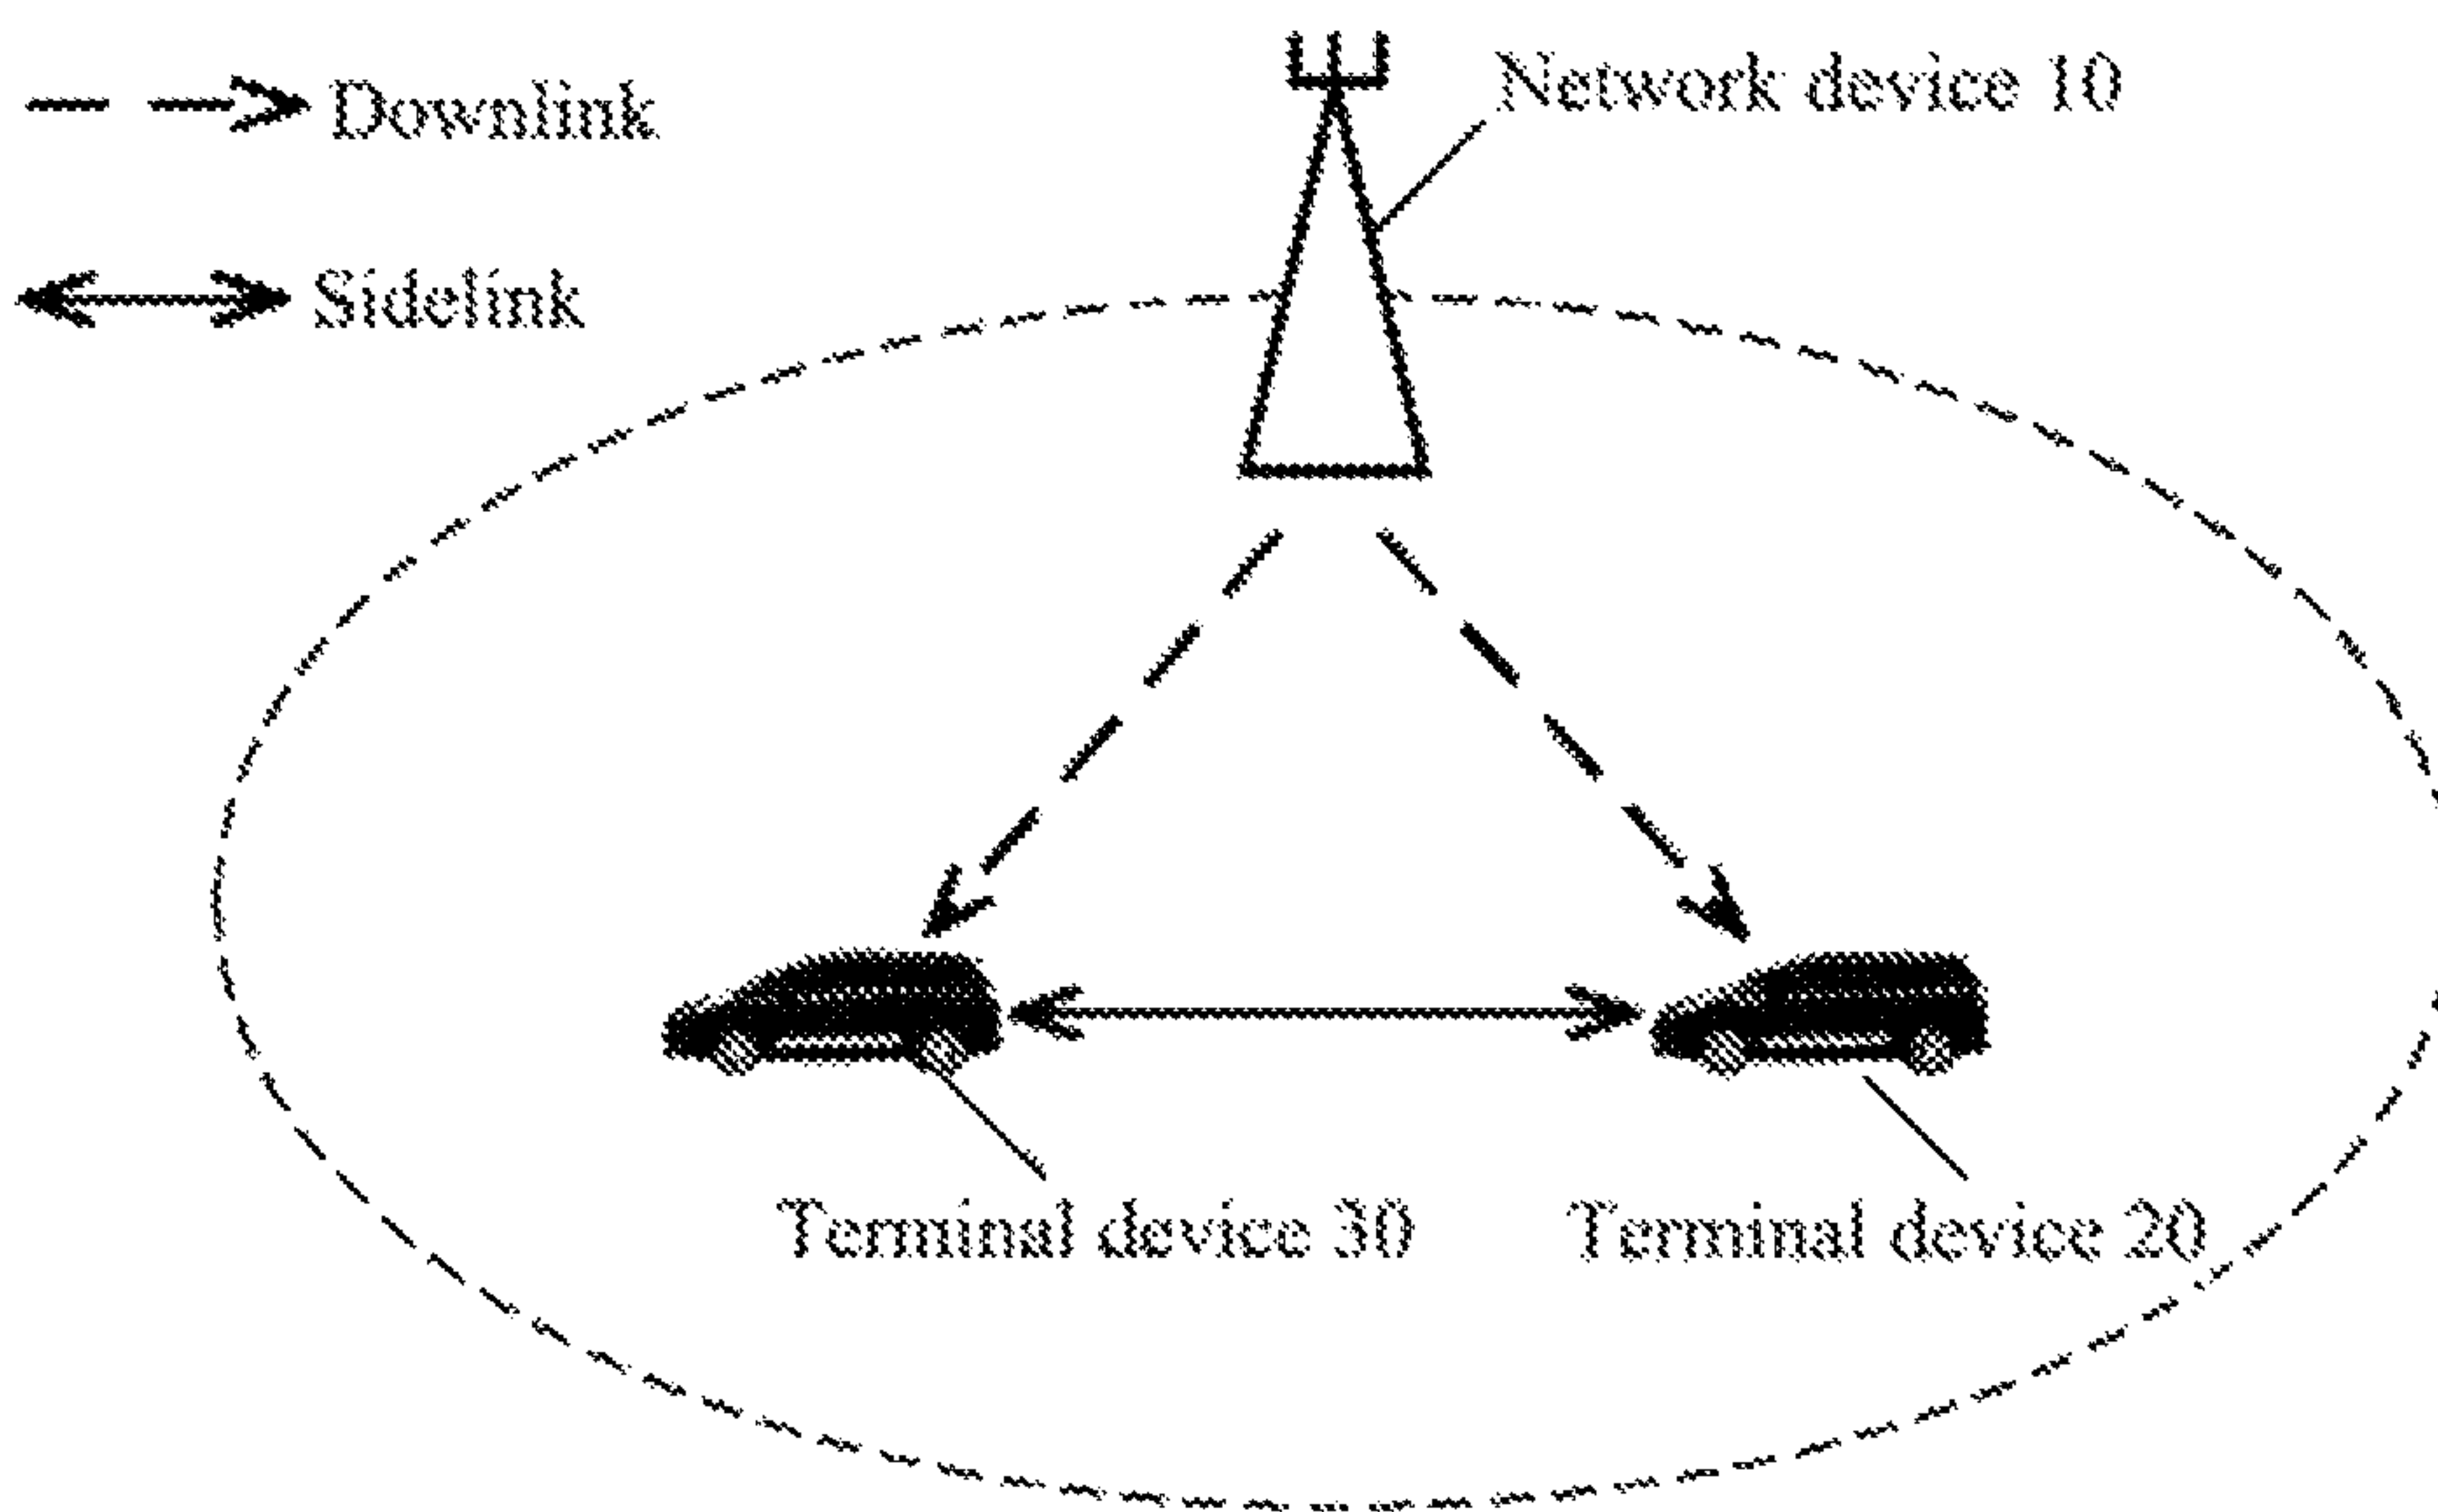 Downlink
Network device 10
Sidelink
Terminal device 30
Terminal device 20